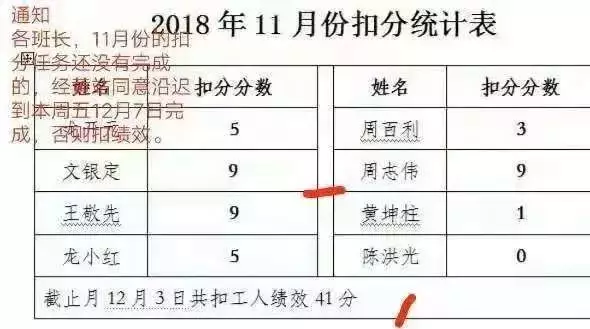 2018 年 11 月份扣分统计表
通知
各班长，11月份的扣
分任务还没有完成
的，经 同意沿迟
到本周五12月7日完
成，否则扣绩效。
姓名 扣分分数 姓名 扣分分数
5 周百利 3
文银定 9 周志伟 9
王敬先 9 黄坤柱 1
龙小红 5 陈洪光 0
截止月 12 月 3 日共扣工人绩效 41 分